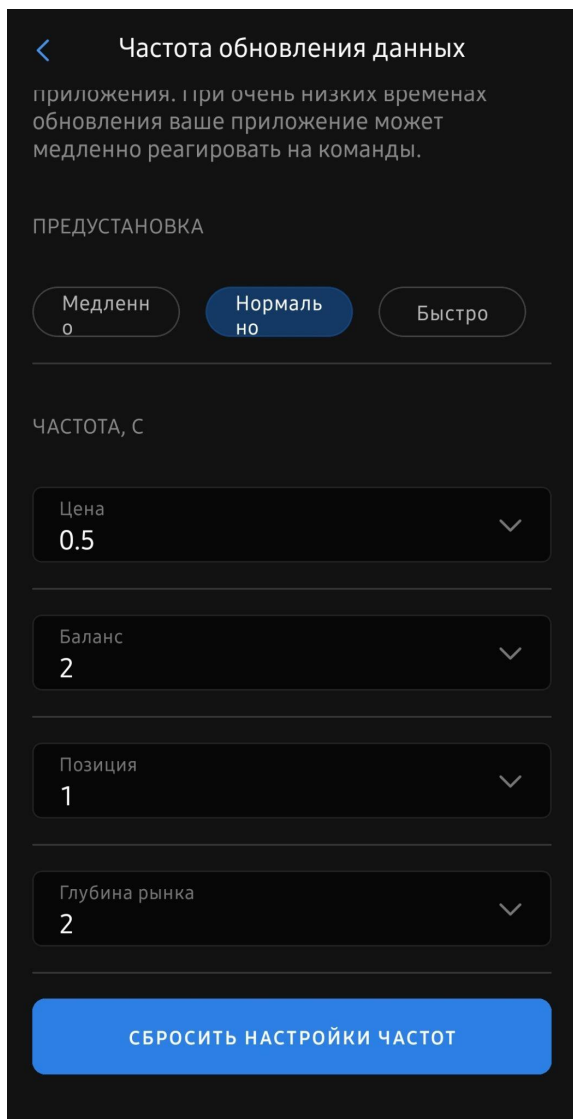 Частота обновления данных
приложения. При очень низких временах
обновления ваше приложение может
медленно реагировать на команды.
ПРЕДУСТАНОВКА
Медленн
о
Нормаль
но
Быстро
ЧАСТОТА, С
Цена
0.5
Баланс
2
Позиция
1
Глубина рынка
2
СБРОСИТЬ НАСТРОЙКИ ЧАСТОТ